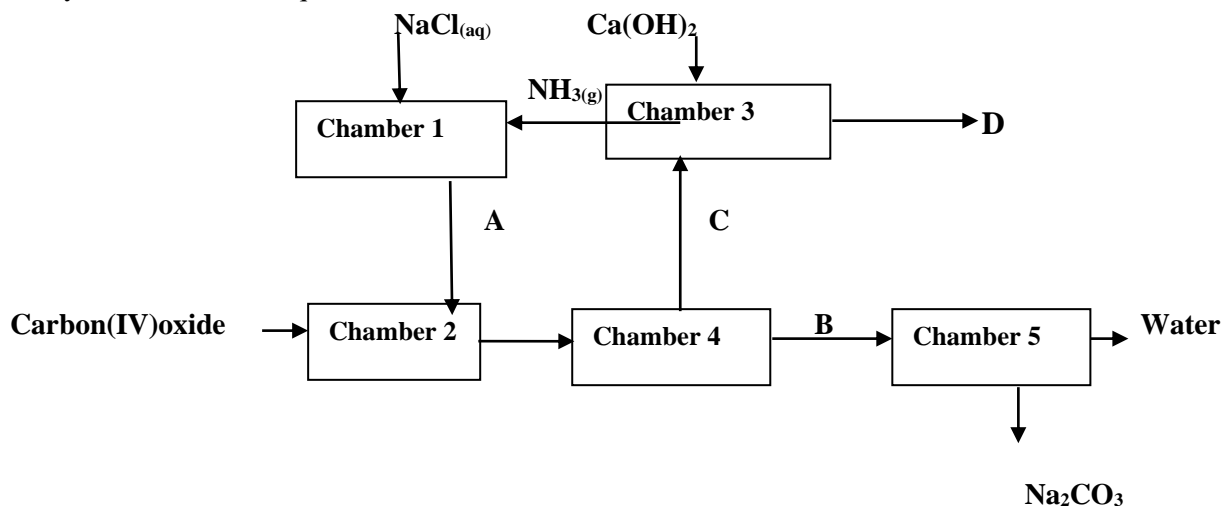 NaCl(aq)
Ca(OH)2
NH3(g)
Chamber 3
Chamber 1
D
A
C
Carbon(IV)oxide
Chamber 2
Chamber 4
B
Chamber 5
Water
Na2CO3